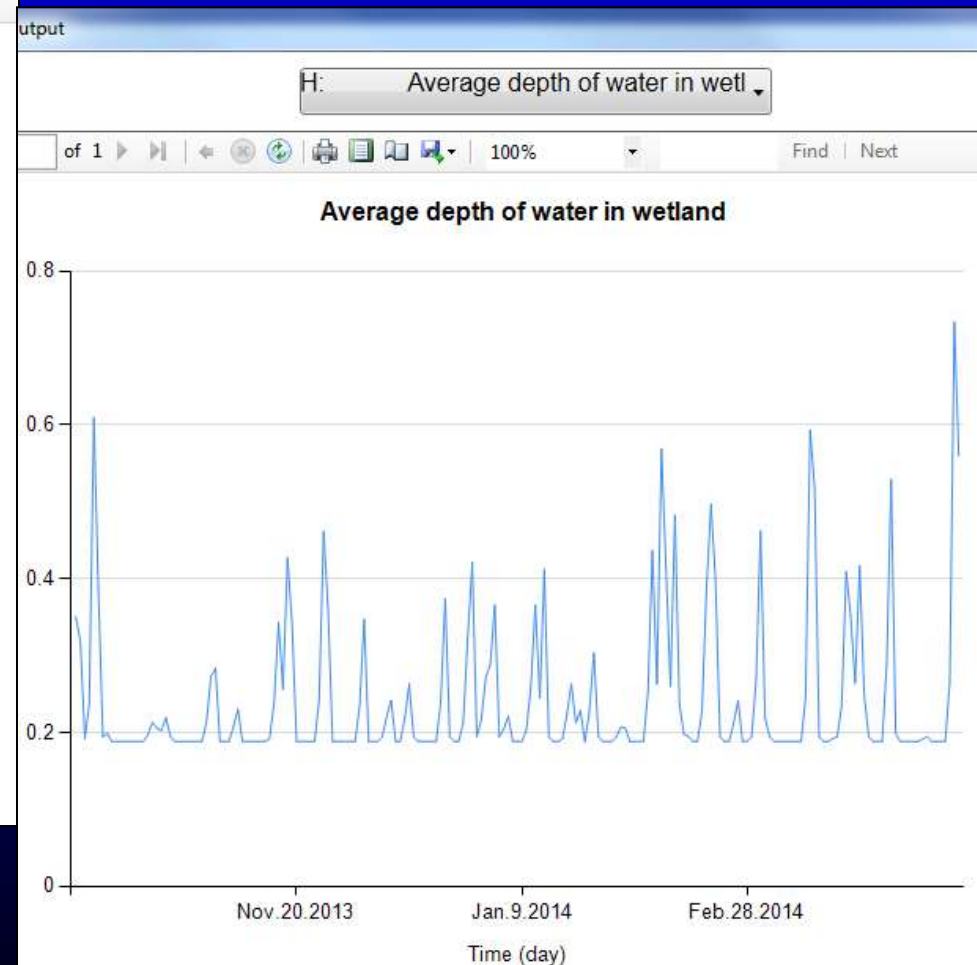 utput
H: Average depth of water in wetl
of 1 100% Find | Next
Average depth of water in wetland
0.8
0.6
0.4
0.2
0
Nov.20.2013 Jan.9.2014 Feb.28.2014
Time (day)